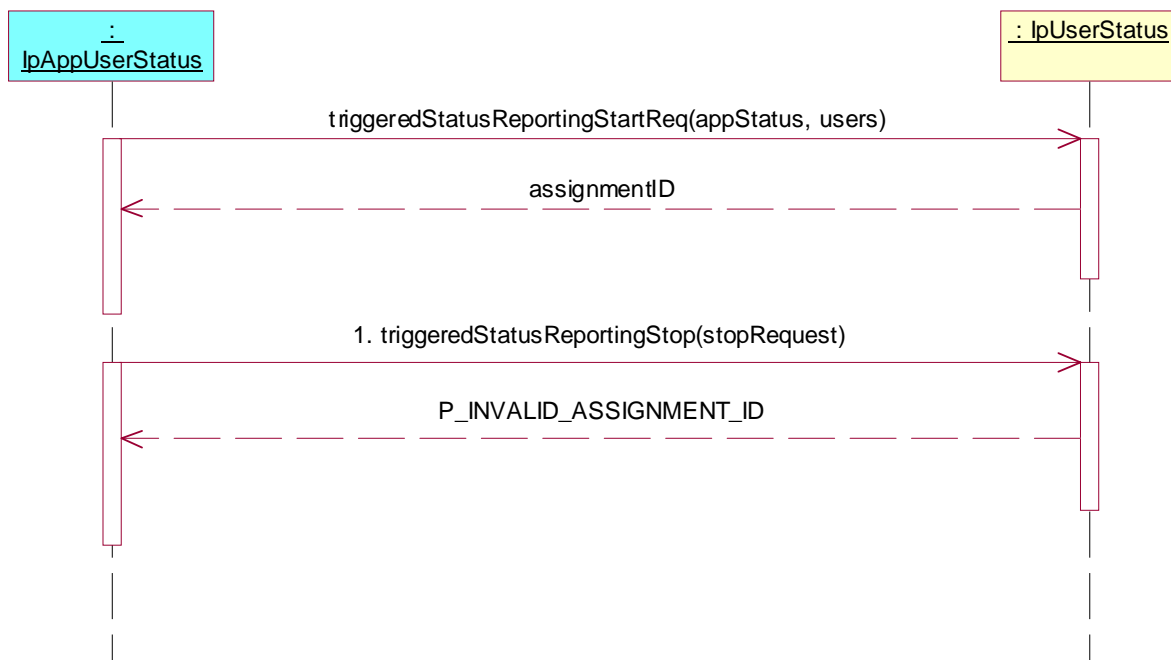 :
IpAppUserStatus
: IpUserStatus
triggeredStatusReportingStartReq(appStatus, users)
assignmentID
1. triggeredStatusReportingStop(stopRequest)
P_INVALID_ASSIGNMENT_ID